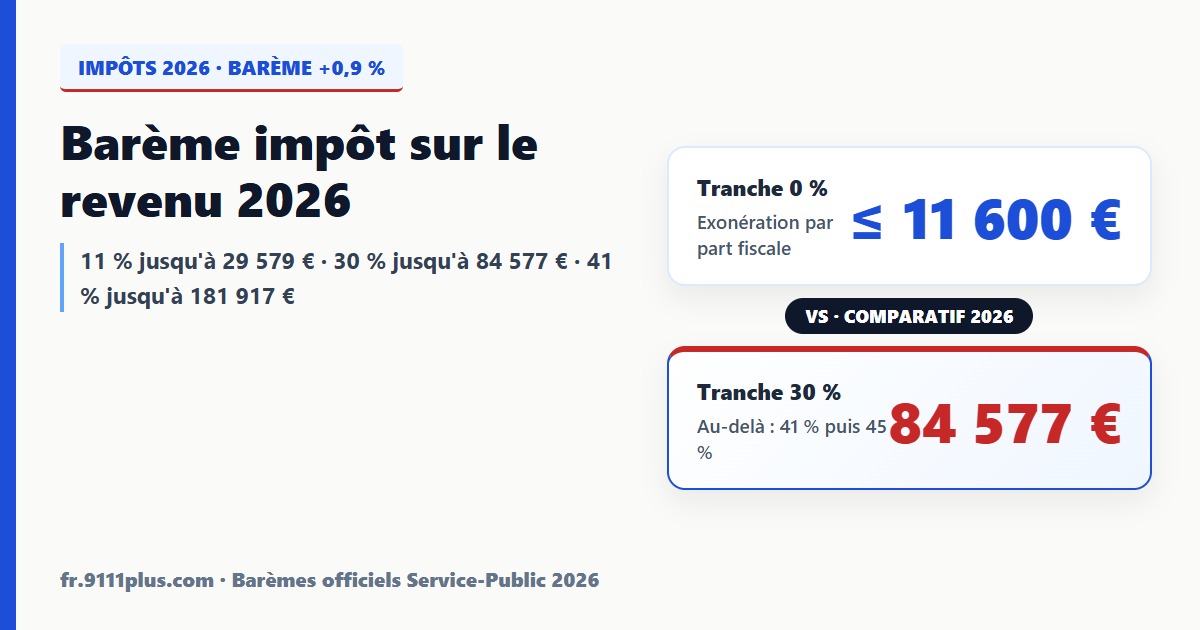 IMPÔTS 2026 · BARÈME +0,9 %
Barème impôt sur le
revenu 2026
11 % jusqu'à 29 579 € · 30 % jusqu'à 84 577 € · 41
% jusqu'à 181 917 €
Tranche 0 %
Exonération par
part fiscale
≤ 11 600 €
VS · COMPARATIF 2026
Tranche 30 %
Au-delà : 41 % puis 45
%
84 577 €
fr.9111plus.com · Barèmes officiels Service-Public 2026